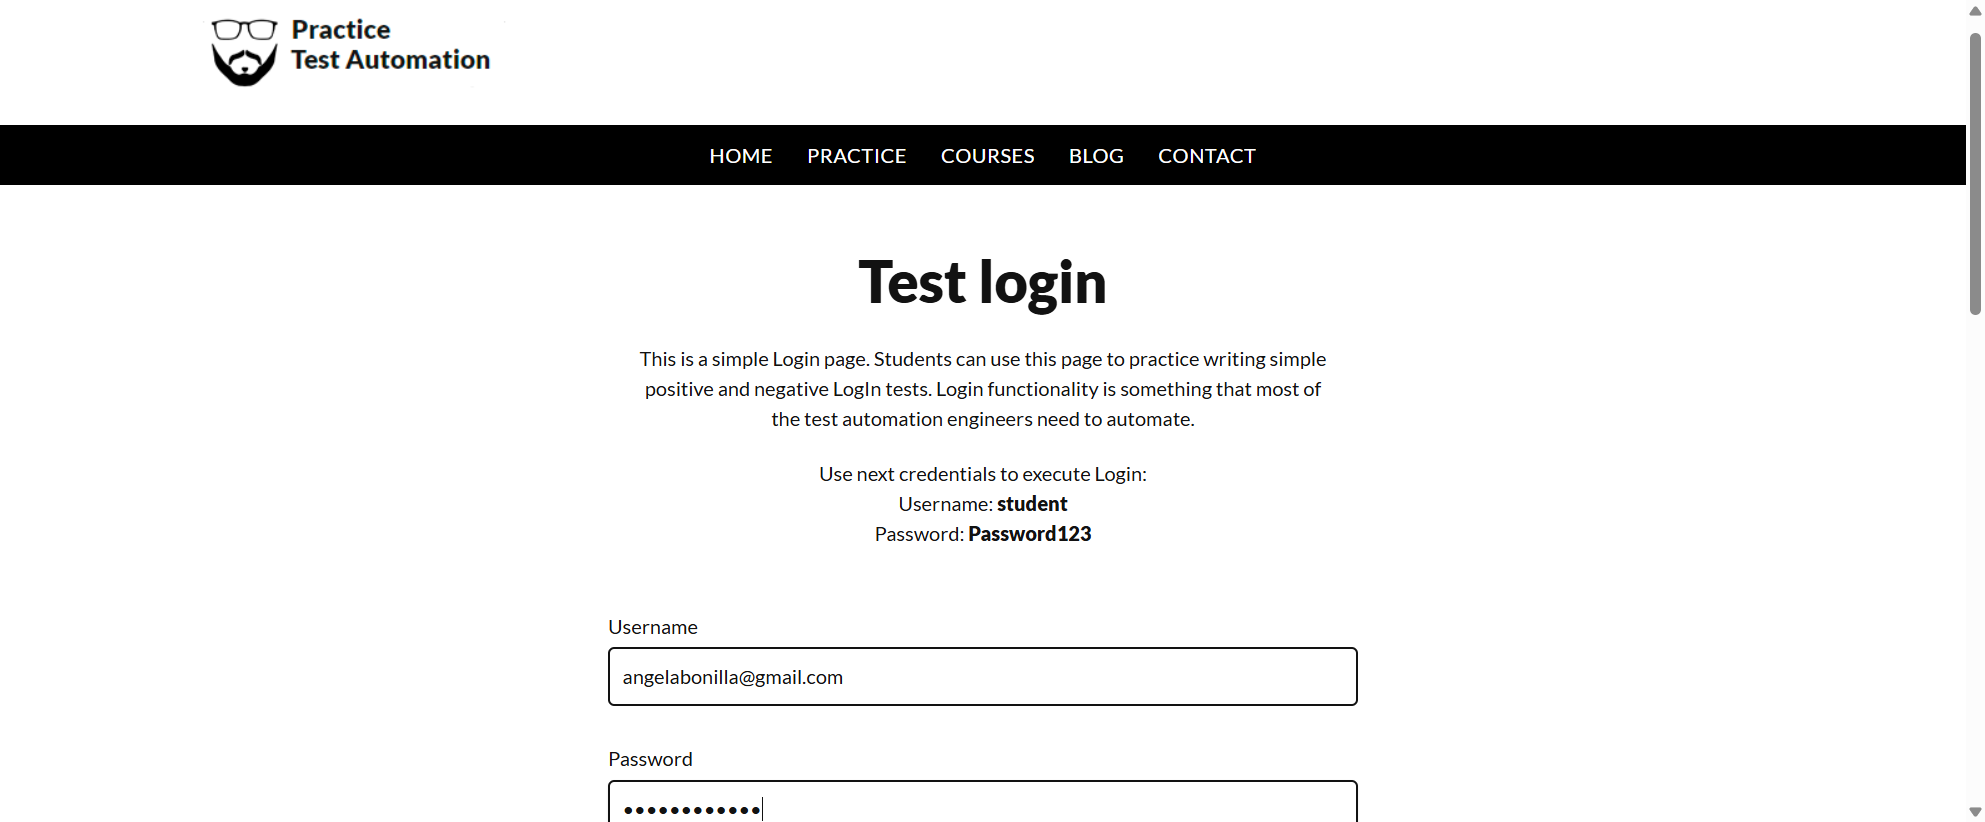 Practice
Test Automation
HOME PRACTICE COURSES BLOG CONTACT
Test login
This is a simple Login page. Students can use this page to practice writing simple
positive and negative LogIn tests. Login functionality is something that most of
the test automation engineers need to automate.
Use next credentials to execute Login:
Username: student
Password: Password123
Username
angelabonilla@gmail.com
Password
••••••••••••